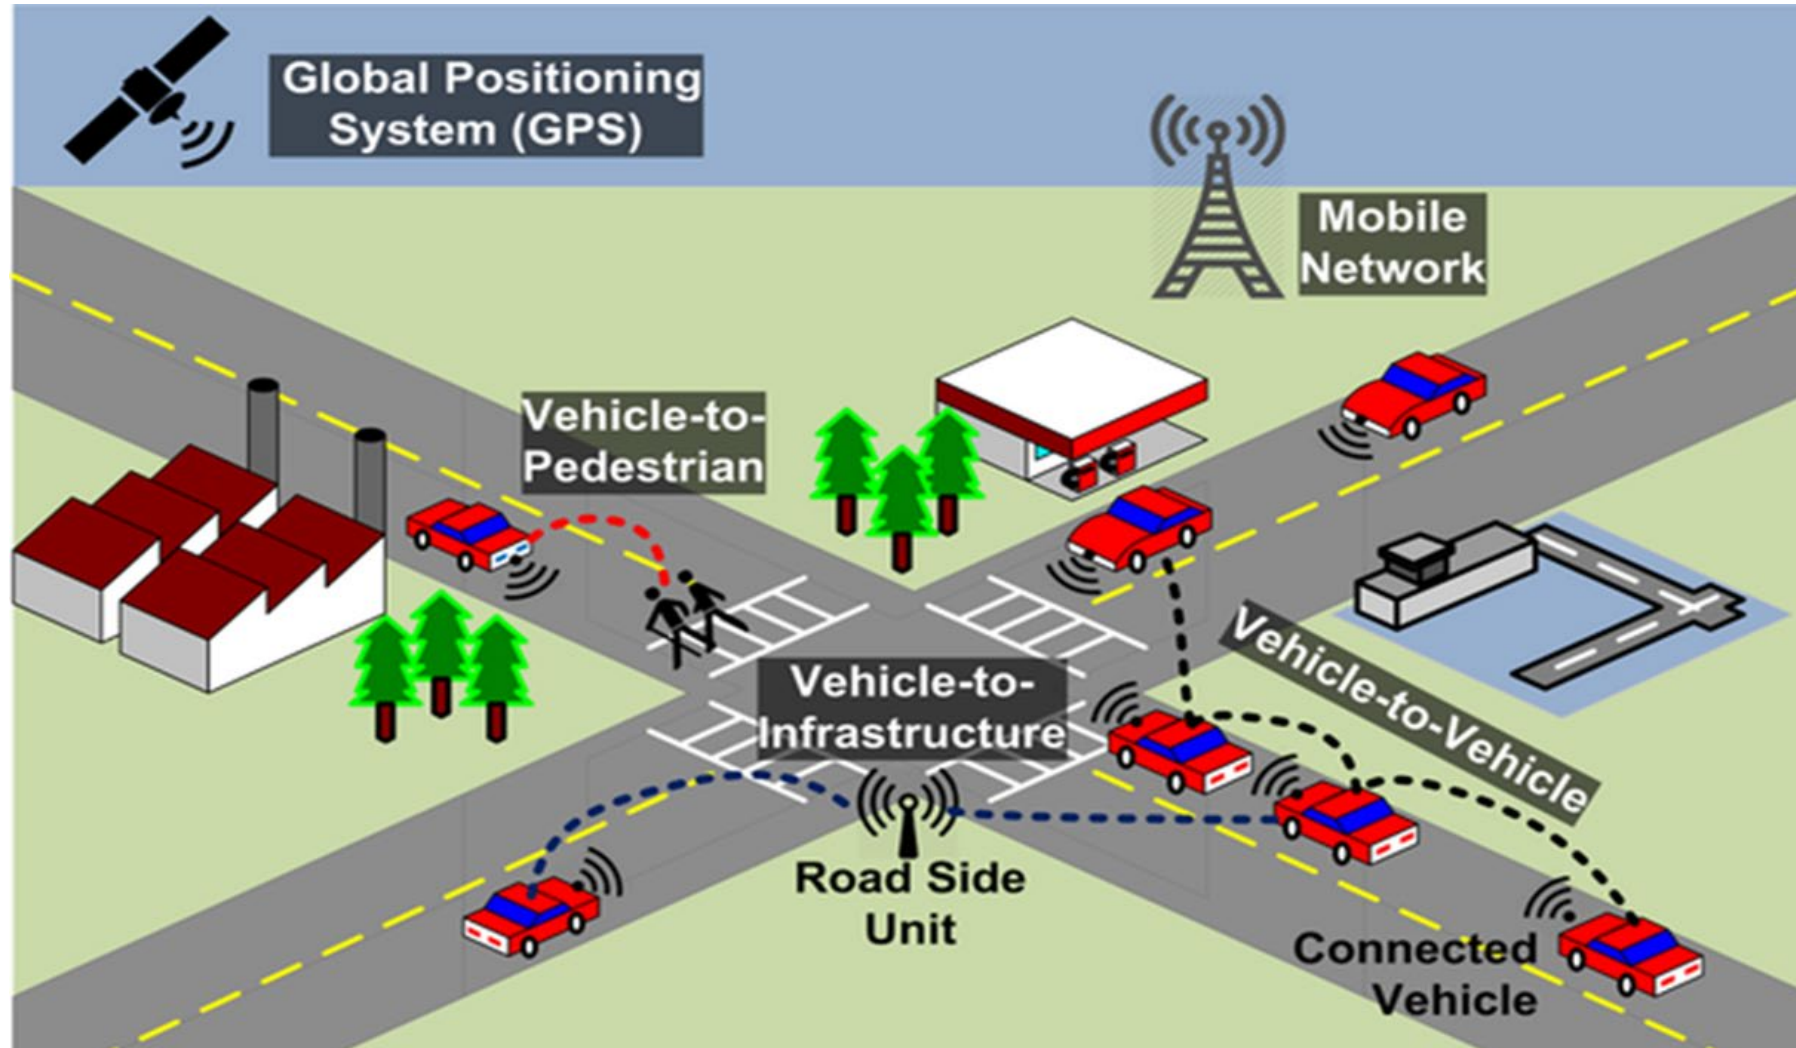 Global Positioning
System (GPS)
Mobile
Network
Vehicle-to-
Pedestrian
Vehicle-to-Vehicle
Vehicle-to-
Infrastructure
Road Side
Unit
Connected
Vehicle